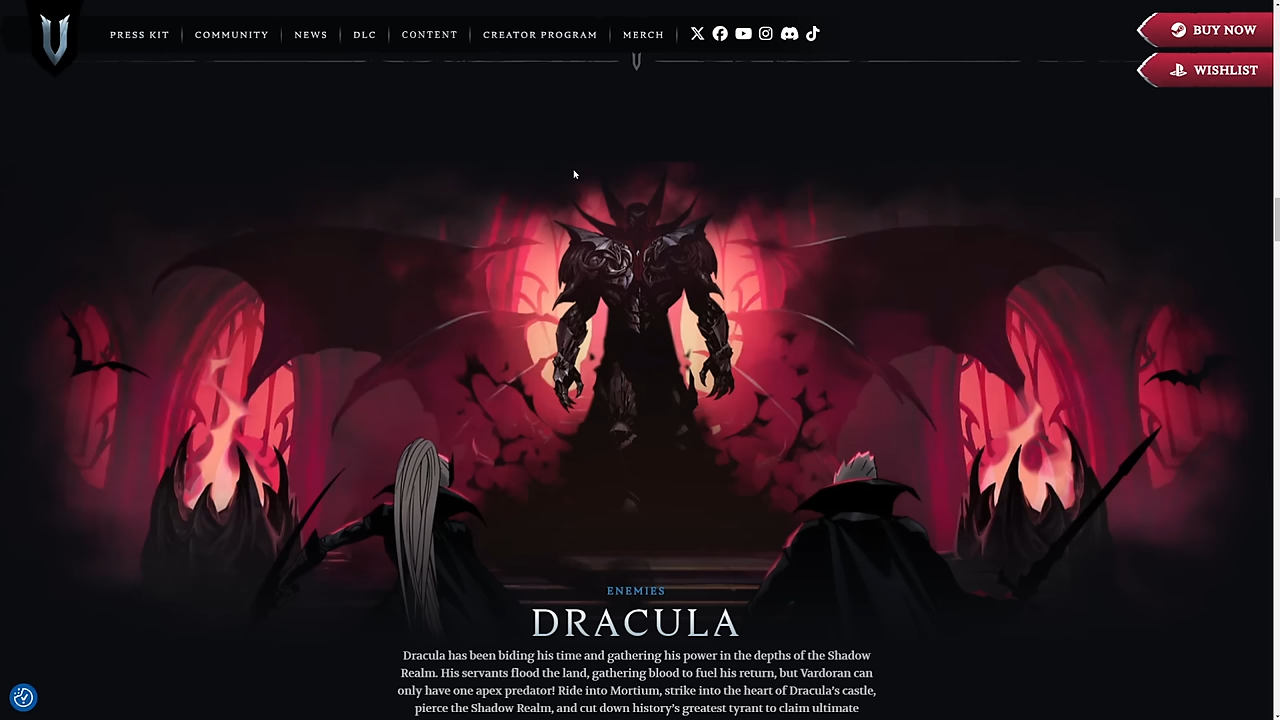 PRESS KIT
COMMUNITY
NEWS
DLC
CONTENT
CREATOR PROGRAM
MERCH
BUY NOW
WISHLIST
ENEMIES
DRACULA
Dracula has been biding his time and gathering his power in the depths of the Shadow
Realm. His servants flood the land, gathering blood to fuel his return, but Vardoran can
only have one apex predator! Ride into Mortium, strike into the heart of Dracula's castle,
pierce the Shadow Realm, and cut down history's greatest tyrant to claim ultimate